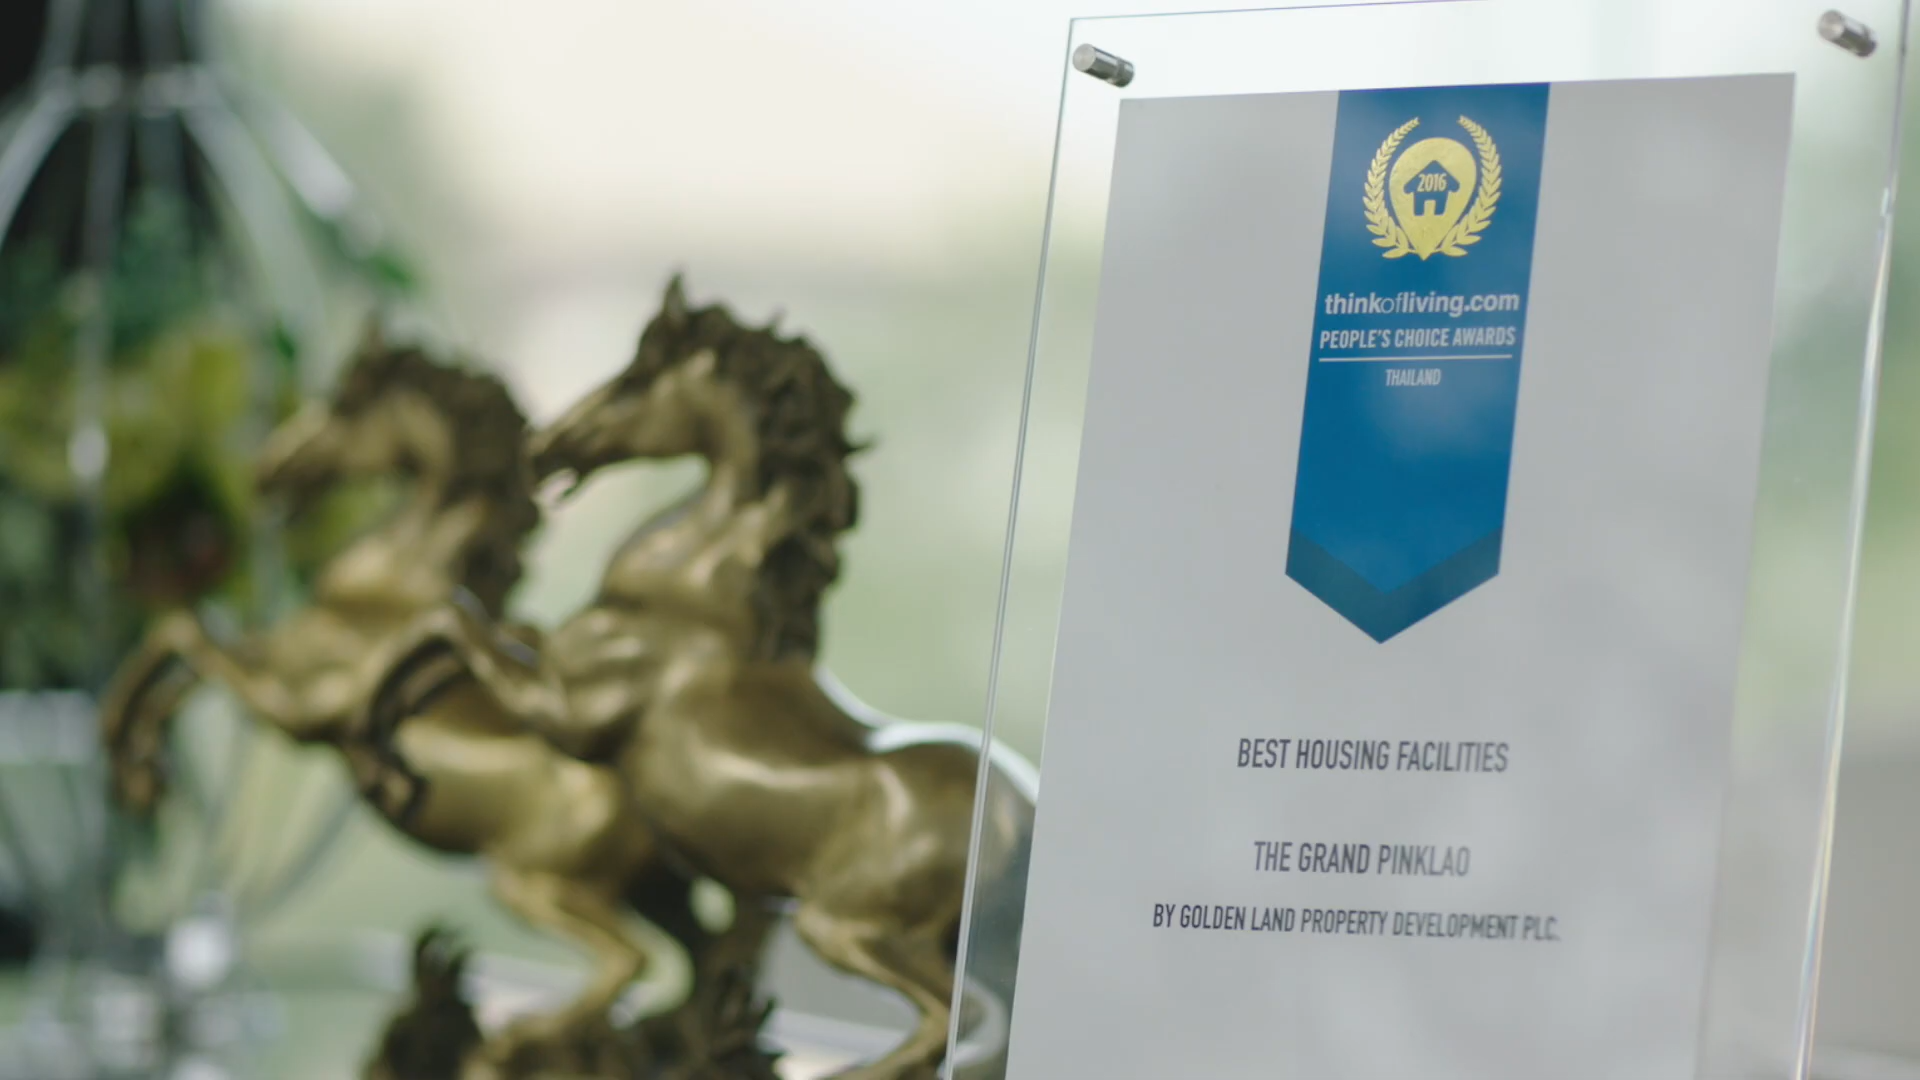 2016
thinkofliving.com
PEOPLE'S CHOICE AWARDS
THAILAND
BEST HOUSING FACILITIES
THE GRAND PINKLAO
BY GOLDEN LAND PROPERTY DEVELOPMENT PLC.